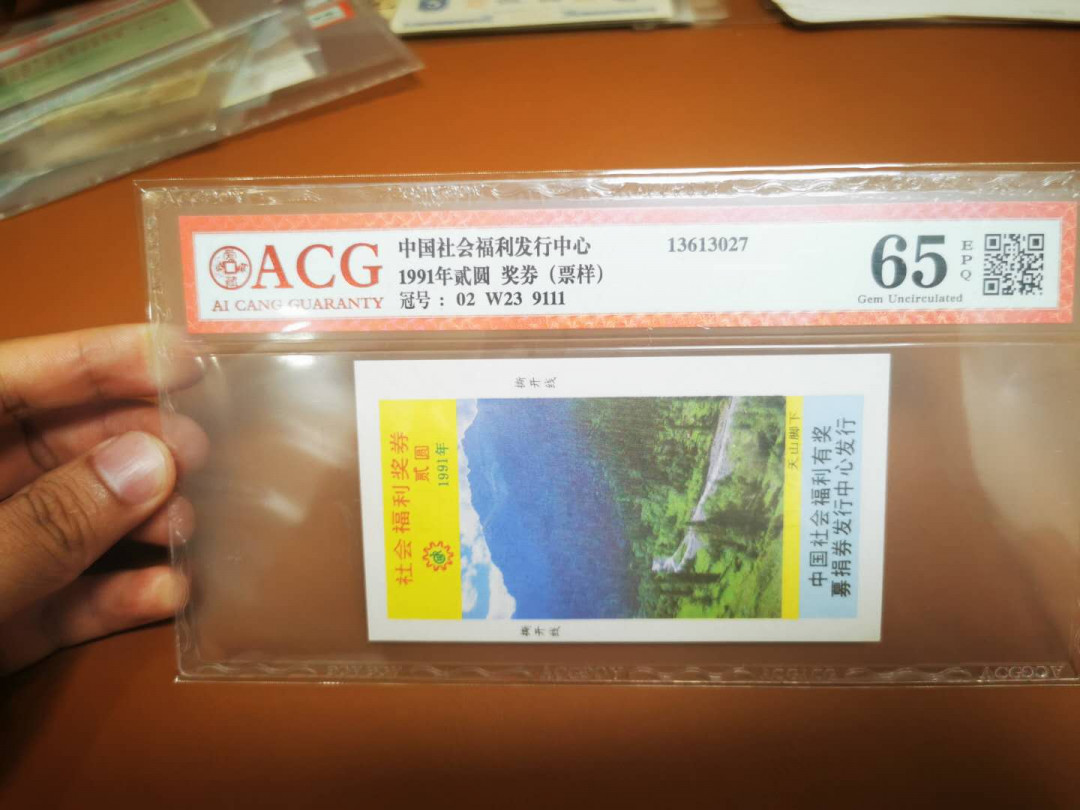 ACG
AI CANG GUARANTY
中国社会福利发行中心
1991年贰圆 奖券（票样）
冠号：02 W23 9111
13613027
65
EPQ
Gem Uncirculated
撕开线
社会福利奖券
贰圆
1991年
天山脚下
中国社会福利有奖
募捐券发行中心发行
撕开线